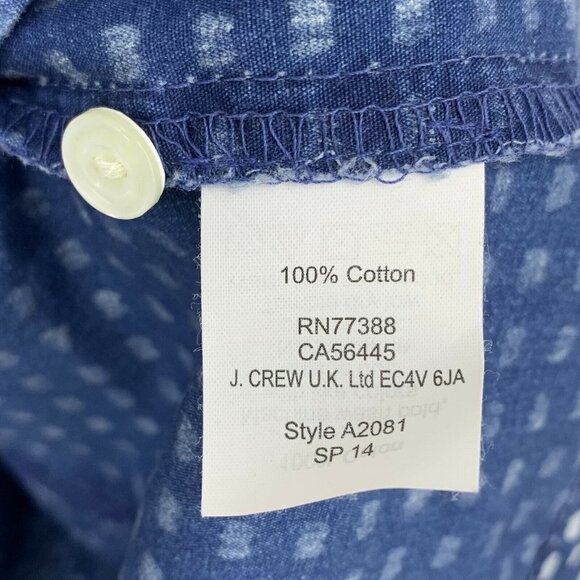 100% Cotton
RN77388
CA56445
J. CREW U.K. Ltd EC4V 6JA
Style A2081
SP 14